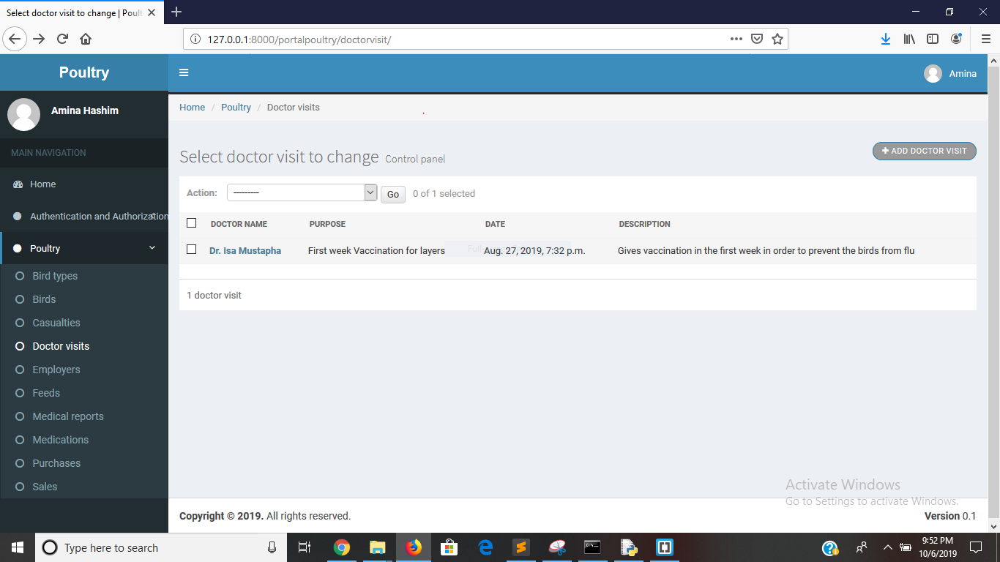 Select doctor visit to change | Poult
127.0.0.1:8000/portalpoultry/doctorvisit/
Poultry
Amina
Amina Hashim
Home / Poultry / Doctor visits
MAIN NAVIGATION
Home
Authentication and Authorization
Poultry
Bird types
Birds
Casualties
Doctor visits
Employers
Feeds
Medical reports
Medications
Purchases
Sales
Select doctor visit to change Control panel
ADD DOCTOR VISIT
Action: --------- Go 0 of 1 selected
DOCTOR NAME PURPOSE DATE DESCRIPTION
Dr. Isa Mustapha First week Vaccination for layers Aug. 27, 2019, 7:32 p.m. Gives vaccination in the first week in order to prevent the birds from flu
1 doctor visit
Activate Windows
Go to Settings to activate Windows.
Copyright © 2019. All rights reserved. Version 0.1
Type here to search
9:52 PM
10/6/2019